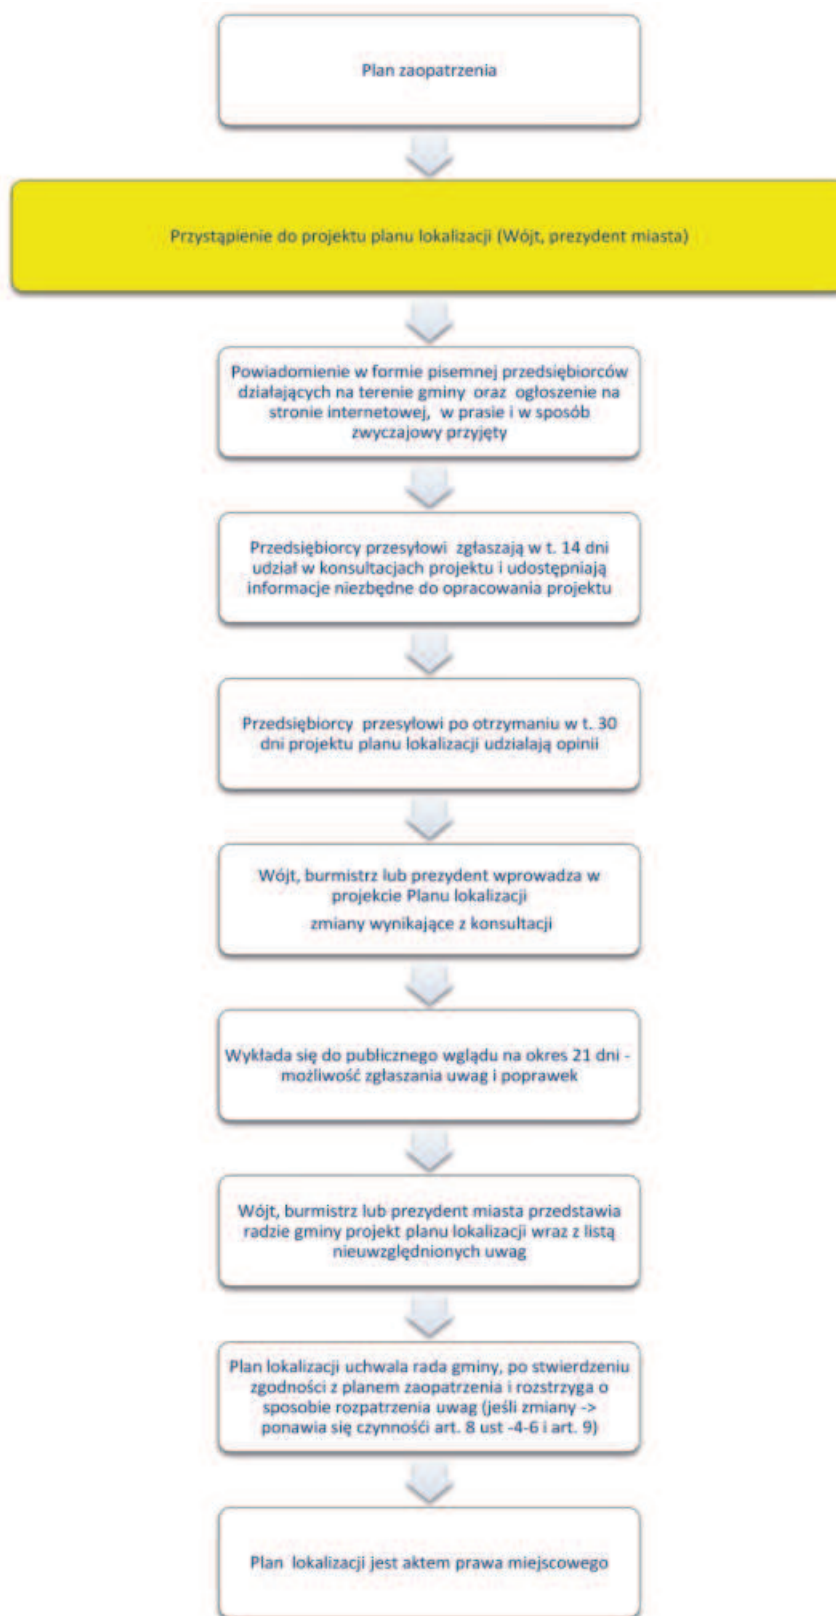 Plan zaopatrzenia
Przystąpienie do projektu planu lokalizacji (Wójt, prezydent miasta)
Powiadomienie w formie pisemnej przedsiębiorców
działających na terenie gminy oraz ogłoszenie na
stronie internetowej, w prasie i w sposób
zwyczajowy przyjęty
Przedsiębiorcy przesyłowi zgłaszają w t. 14 dni
udział w konsultacjach projektu i udostępniają
informacje niezbędne do opracowania projektu
Przedsiębiorcy przesyłowi po otrzymaniu w t. 30
dni projektu planu lokalizacji udzialają opinii
Wójt, burmistrz lub prezydent wprowadza w
projekcie Planu lokalizacji
zmiany wynikające z konsultacji
Wykłada się do publicznego wglądu na okres 21 dni -
możliwość zgłaszania uwag i poprawek
Wójt, burmistrz lub prezydent miasta przedstawia
radzie gminy projekt planu lokalizacji wraz z listą
nieuwzględnionych uwag
Plan lokalizacji uchwala rada gminy, po stwierdzeniu
zgodności z planem zaopatrzenia i rozstrzyga o
sposobie rozpatrzenia uwag (jeśli zmiany ->
ponawia się czynnośći art. 8 ust -4-6 i art. 9)
Plan lokalizacji jest aktem prawa miejscowego